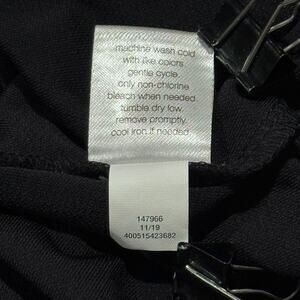 machine wash cold
with like colors
gentle cycle.
only non-chlorine
bleach when needed.
tumble dry low.
remove promptly.
cool iron if needed.
147966
11/19
400515423682